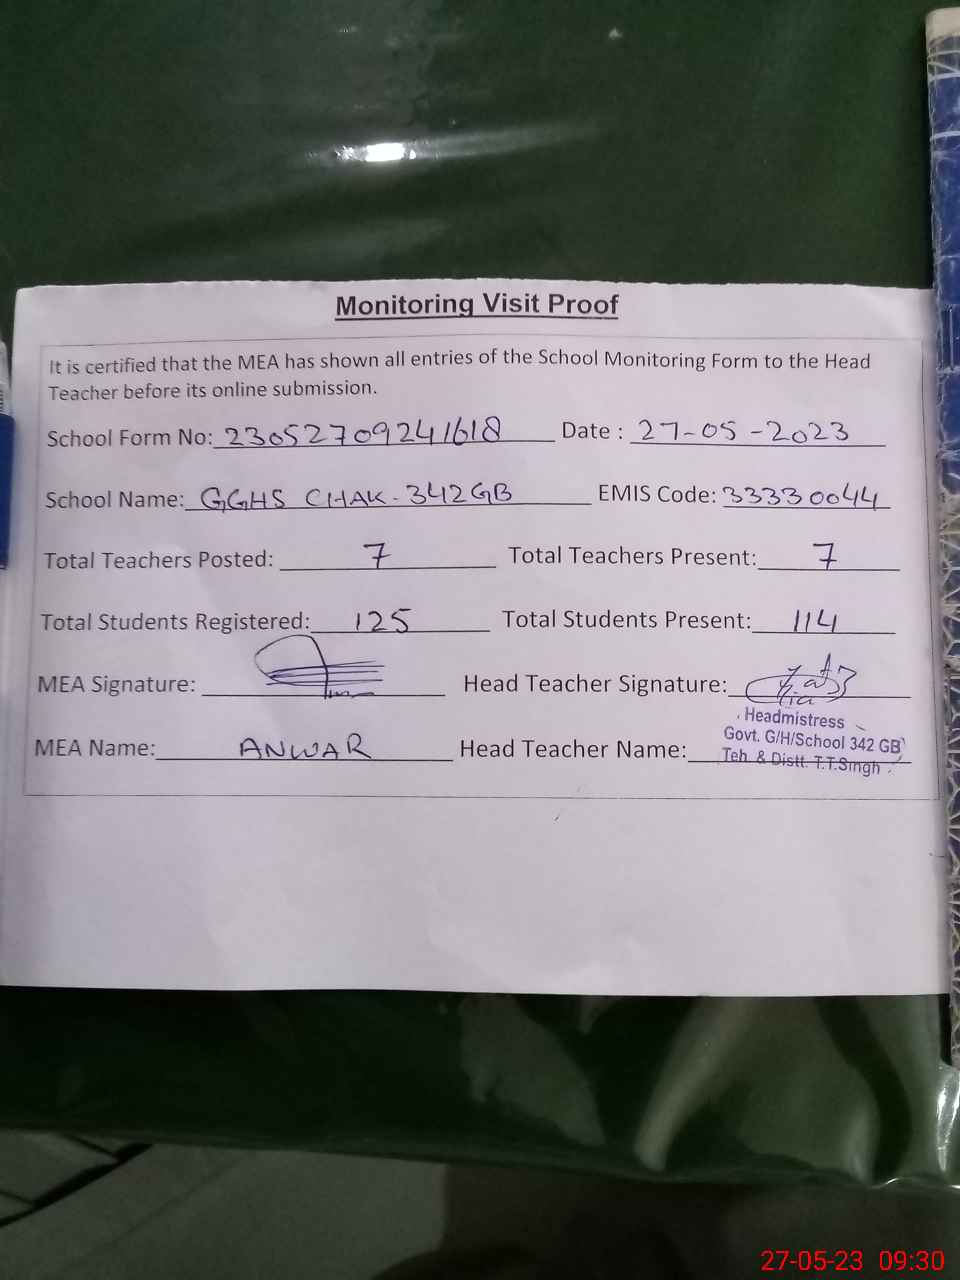 Monitoring Visit Proof
It is certified that the MEA has shown all entries of the School Monitoring Form to the Head
Teacher before its online submission.
School Form No: 23052709241618 Date : 27-05-2023
School Name: GGHS CHAK-342GB EMIS Code: 33330044
Total Teachers Posted: 7 Total Teachers Present: 7
Total Students Registered: 125 Total Students Present: 114
MEA Signature: Head Teacher Signature:
Headmistress
MEA Name: ANWAR Head Teacher Name: Govt. G/H/School 342 GB
Teh. & Distt. T.T.Singh.
27-05-23 09:30